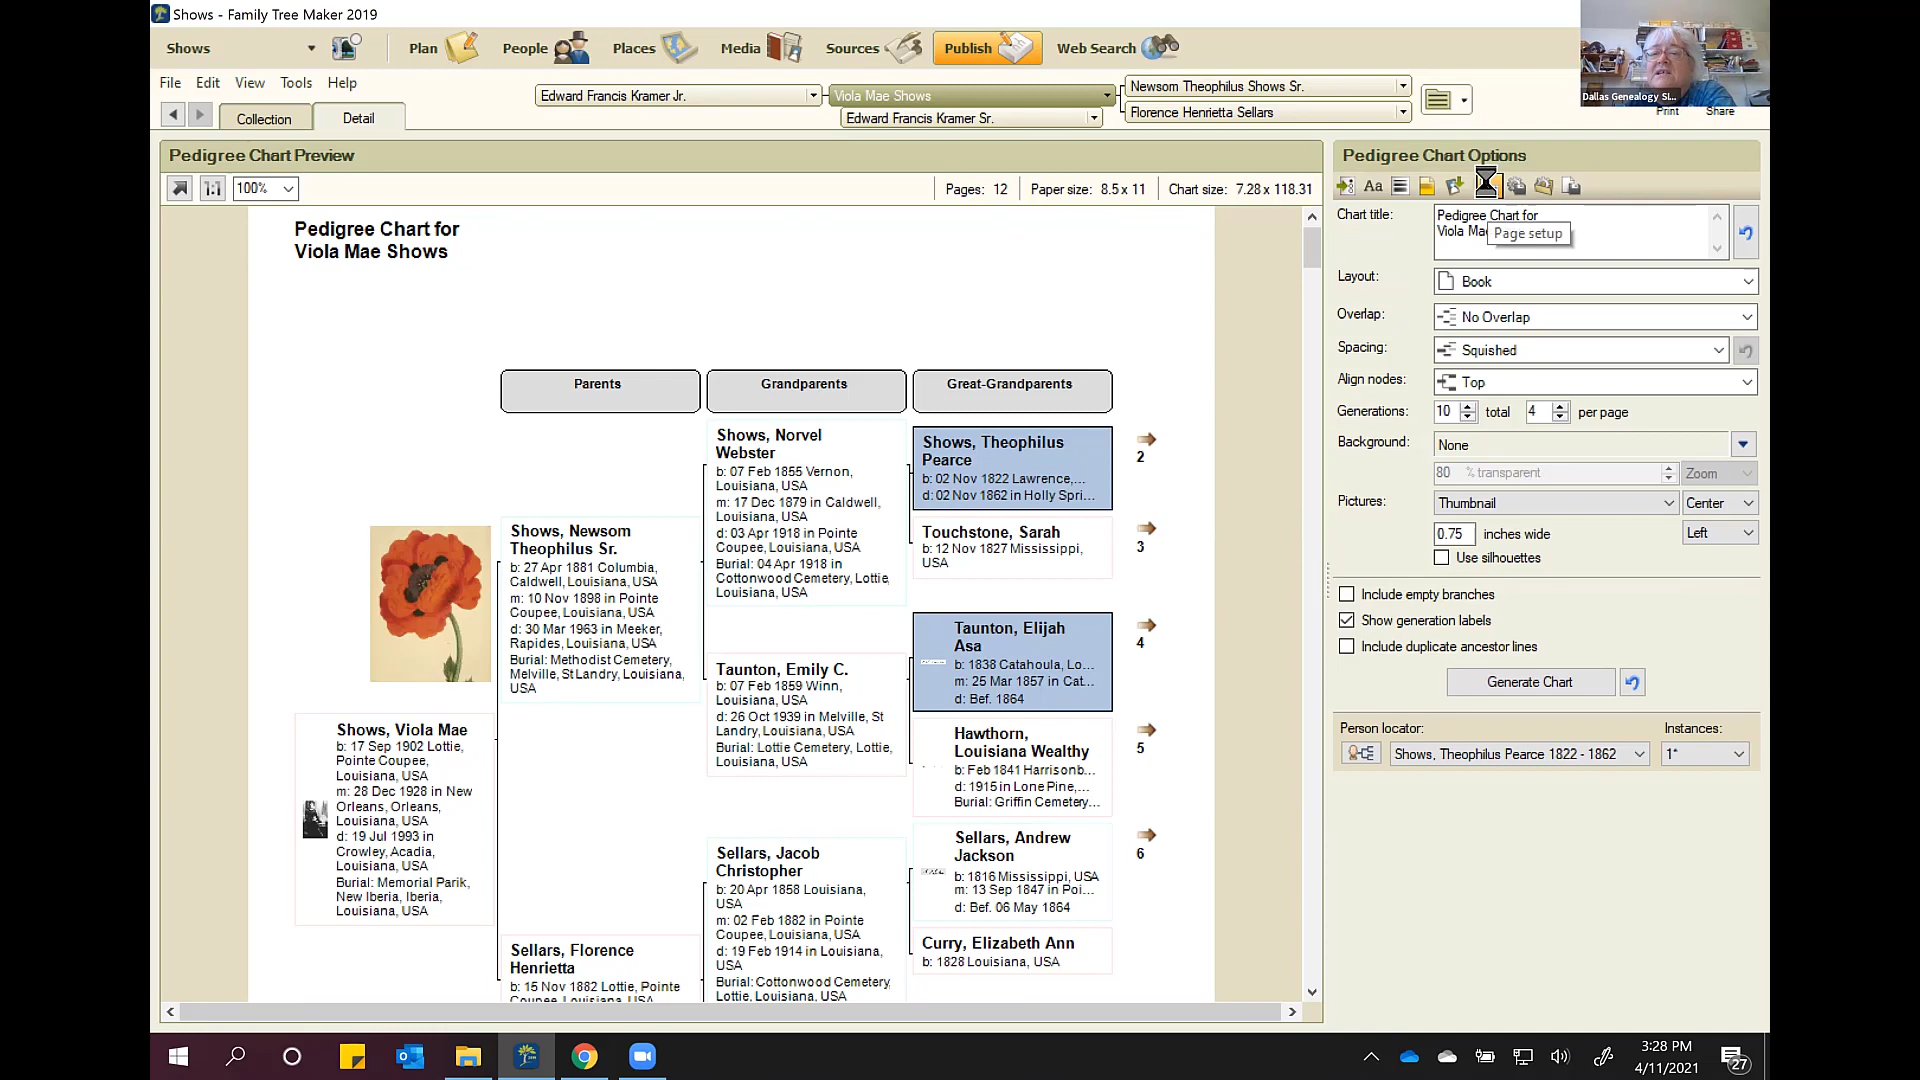 Shows - Family Tree Maker 2019
Shows
Plan
People
Places
Media
Sources
Publish
Web Search
File Edit View Tools Help
Edward Francis Kramer Jr.
Viola Mae Shows
Edward Francis Kramer Sr.
Newsom Theophilus Shows Sr.
Florence Henrietta Sellars
Dallas Genealogy SI...
Print
Share
Collection
Detail
Pedigree Chart Preview
1:1
100%
Pages: 12
Paper size: 8.5 x 11
Chart size: 7.28 x 118.31
Pedigree Chart for
Viola Mae Shows
Parents
Grandparents
Great-Grandparents
Shows, Viola Mae
b: 17 Sep 1902 Lottie,
Pointe Coupee,
Louisiana, USA
m: 28 Dec 1928 in New
Orleans, Orleans,
Louisiana, USA
d: 19 Jul 1993 in
Crowley, Acadia,
Louisiana, USA
Burial: Memorial Parik,
New Iberia, Iberia,
Louisiana, USA
Shows, Newsom
Theophilus Sr.
b: 27 Apr 1881 Columbia,
Caldwell, Louisiana, USA
m: 10 Nov 1898 in Pointe
Coupee, Louisiana, USA
d: 30 Mar 1963 in Meeker,
Rapides, Louisiana, USA
Burial: Methodist Cemetery,
Melville, St Landry, Louisiana,
USA
Sellars, Florence
Henrietta
b: 15 Nov 1882 Lottie, Pointe
Coupee, Louisiana, USA
Shows, Norvel
Webster
b: 07 Feb 1855 Vernon,
Louisiana, USA
m: 17 Dec 1879 in Caldwell,
Louisiana, USA
d: 03 Apr 1918 in Pointe
Coupee, Louisiana, USA
Burial: 04 Apr 1918 in
Cottonwood Cemetery, Lottie,
Louisiana, USA
Taunton, Emily C.
b: 07 Feb 1859 Winn,
Louisiana, USA
d: 26 Oct 1939 in Melville, St
Landry, Louisiana, USA
Burial: Lottie Cemetery, Lottie,
Louisiana, USA
Sellars, Jacob
Christopher
b: 20 Apr 1858 Louisiana,
USA
m: 02 Feb 1882 in Pointe
Coupee, Louisiana, USA
d: 19 Feb 1914 in Louisiana,
USA
Burial: Cottonwood Cemetery,
Lottie, Louisiana, USA
Shows, Theophilus
Pearce
b: 02 Nov 1822 Lawrence,...
d: 02 Nov 1862 in Holly Spri...
2
Touchstone, Sarah
b: 12 Nov 1827 Mississippi,
USA
3
Taunton, Elijah
Asa
b: 1838 Catahoula, Lo...
m: 25 Mar 1857 in Cat...
d: Bef. 1864
4
Hawthorn,
Louisiana Wealthy
b: Feb 1841 Harrisonb...
d: 1915 in Lone Pine,...
Burial: Griffin Cemetery...
5
Sellars, Andrew
Jackson
b: 1816 Mississippi, USA
m: 13 Sep 1847 in Poi...
d: Bef. 06 May 1864
6
Curry, Elizabeth Ann
b: 1828 Louisiana, USA
Pedigree Chart Options
Aa
Chart title:
Pedigree Chart for
Viola Mae
Page setup
Layout: Book
Overlap: No Overlap
Spacing: Squished
Align nodes: Top
Generations: 10 total 4 per page
Background: None
80 % transparent Zoom
Pictures: Thumbnail Center
0.75 inches wide Left
Use silhouettes
Include empty branches
Show generation labels
Include duplicate ancestor lines
Generate Chart
Person locator: Instances:
Shows, Theophilus Pearce 1822 - 1862 1*
3:28 PM
4/11/2021
27